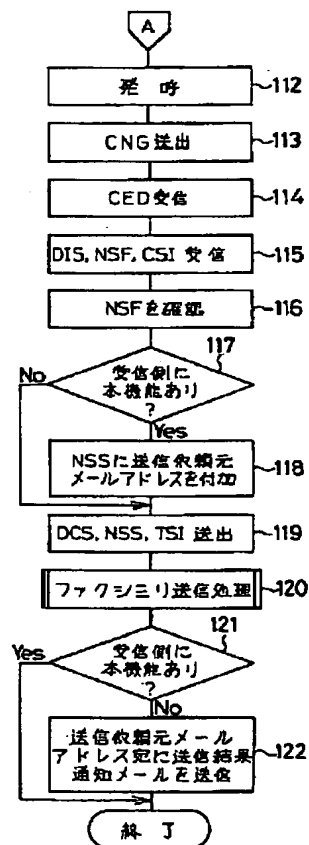 A
発呼
112
CNG送出
113
CED受信
114
DIS, NSF, CSI 受信
115
NSFを確認
116
117
受信側に
本機能あり
?
No
Yes
NSSに送信依頼元
メールアドレスを付加
118
DCS, NSS, TSI 送出
119
ファクシミリ送信処理
120
121
受信側に
本機能あり
?
Yes
No
送信依頼元メール
アドレス宛に送信結果
通知メールを送信
122
終了